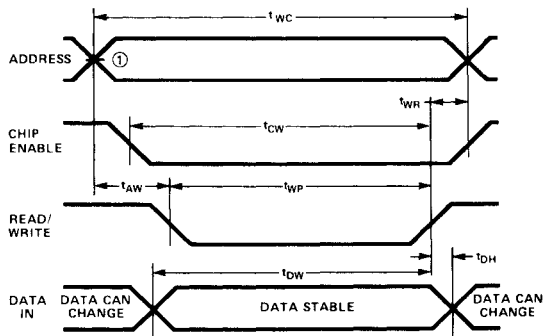 tWC
ADDRESS
①
tWR
CHIP
ENABLE
tCW
tAW
tWP
READ/
WRITE
tDH
tDW
DATA
IN
DATA CAN
CHANGE
DATA STABLE
DATA CAN
CHANGE